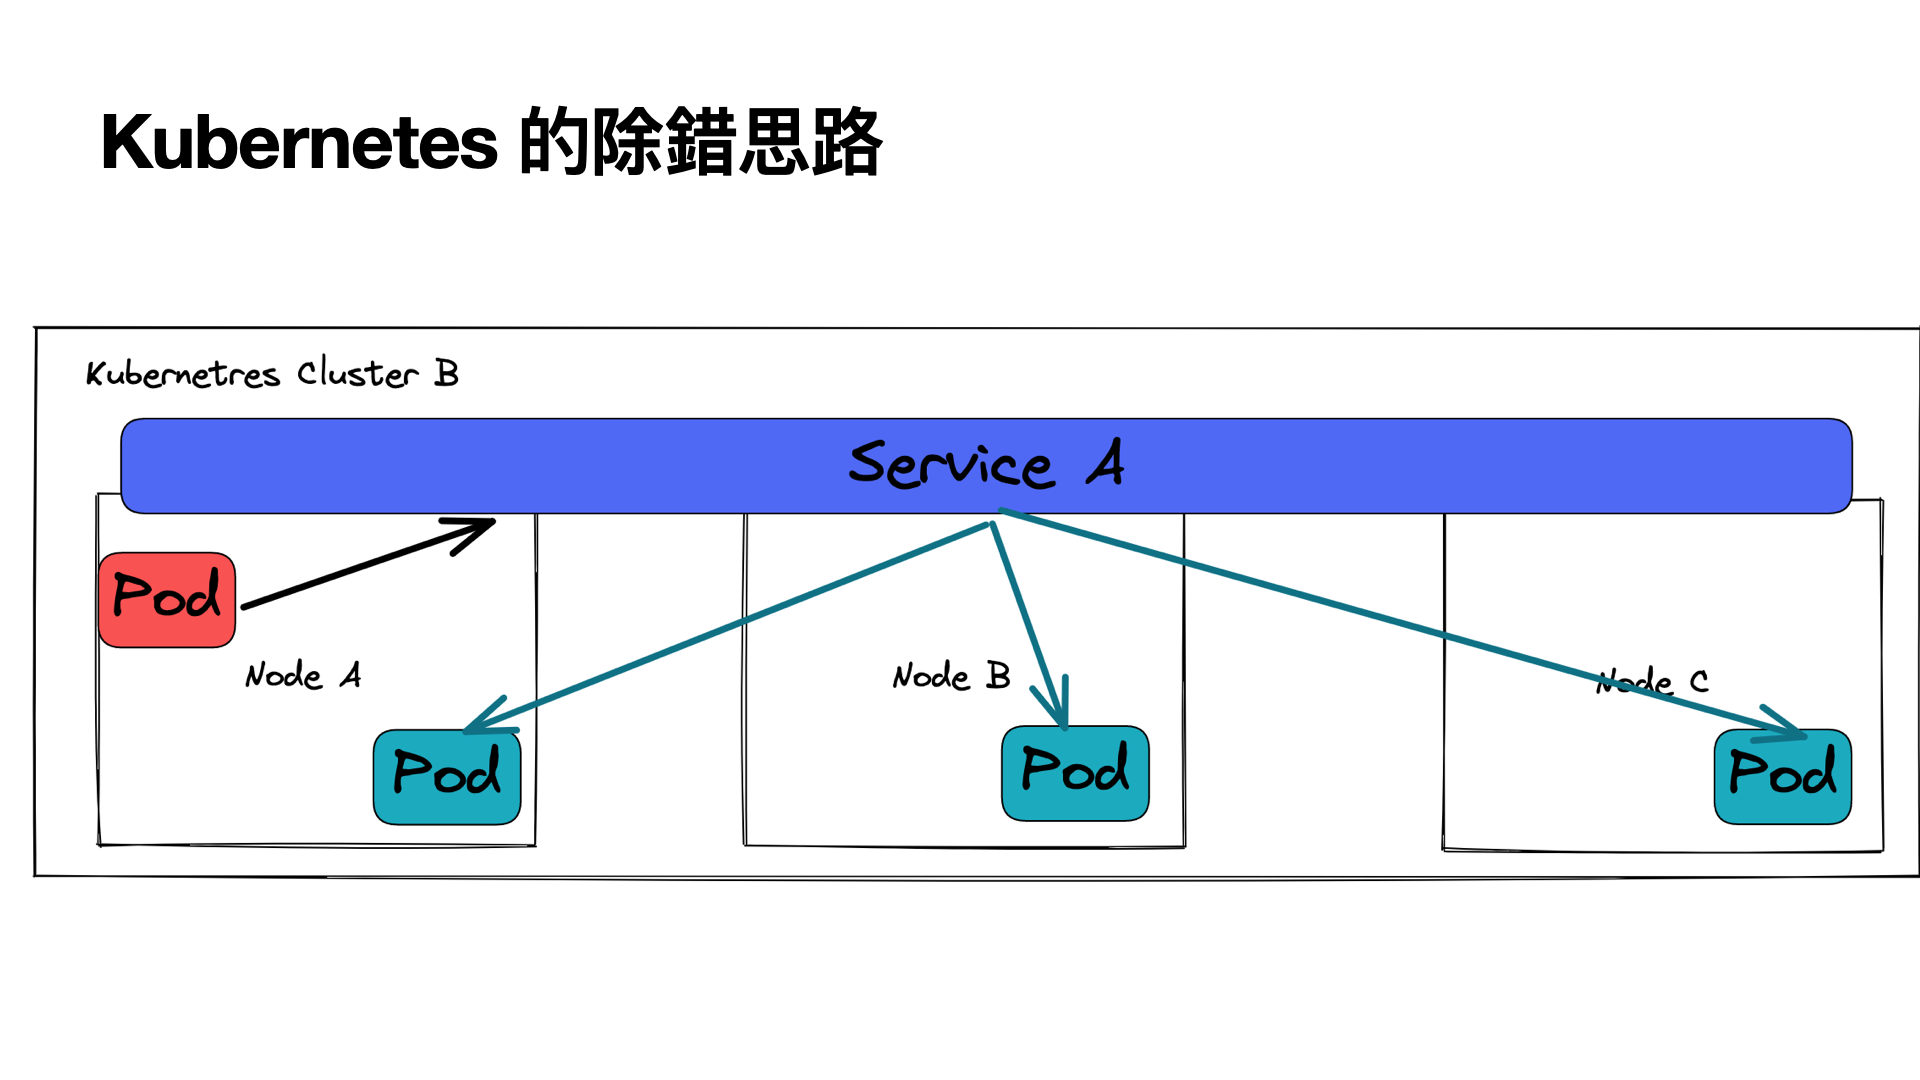 Kubernetes 的除錯思路
Kubernetres Cluster B
Service A
Pod
Node A
Node B
Node C
Pod
Pod
Pod